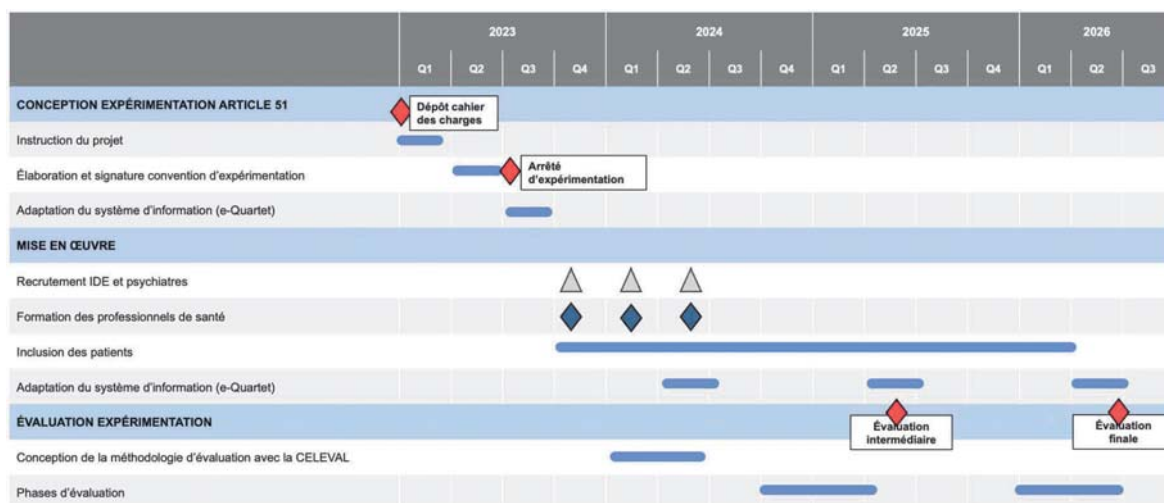 2023 2024 2025 2026
Q1 Q2 Q3 Q4 Q1 Q2 Q3 Q4 Q1 Q2 Q3 Q4 Q1 Q2 Q3
CONCEPTION EXPÉRIMENTATION ARTICLE 51
Dépôt cahier
des charges
Instruction du projet
Élaboration et signature convention d'expérimentation
Arrêté
d'expérimentation
Adaptation du système d'information (e-Quartet)
MISE EN ŒUVRE
Recrutement IDE et psychiatres
Formation des professionnels de santé
Inclusion des patients
Adaptation du système d'information (e-Quartet)
ÉVALUATION EXPÉRIMENTATION
Évaluation
intermédiaire
Évaluation
finale
Conception de la méthodologie d'évaluation avec la CELEVAL
Phases d'évaluation